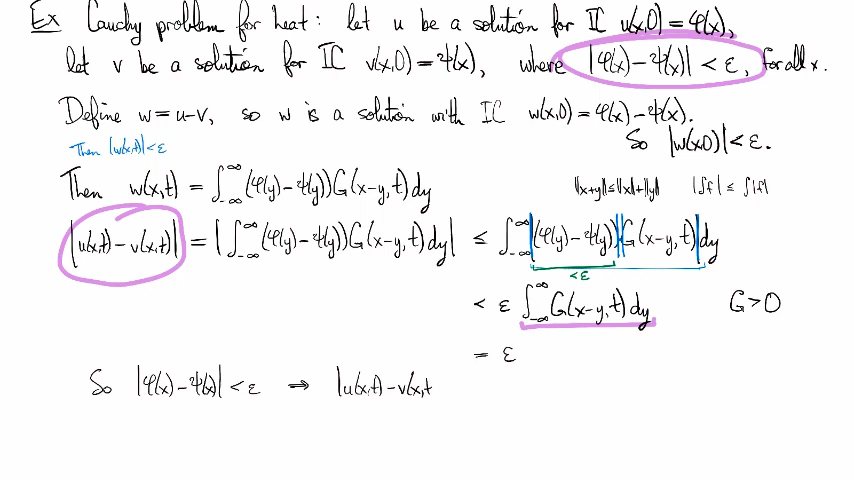 Ex Cauchy problem for heat: let u be a solution for IC u(x,0) = φ(x),
let v be a solution for IC v(x,0) = ψ(x), where |φ(x) - ψ(x)| < ε, for all x.
Define w = u-v, so w is a solution with IC w(x,0) = φ(x) - ψ(x).
So |w(x,0)| < ε.
Then |w(x,t)| < ε
Then w(x,t) = ∫_{-∞}^{∞} (φ(y) - ψ(y)) G(x-y,t) dy
||x+y|| ≤ ||x|| + ||y|| |∫f| ≤ ∫|f|
|u(x,t) - v(x,t)| = |∫_{-∞}^{∞} (φ(y) - ψ(y)) G(x-y,t) dy| ≤ ∫_{-∞}^{∞} |(φ(y) - ψ(y))| |G(x-y,t)| dy
< ε
< ε ∫_{-∞}^{∞} G(x-y,t) dy G > 0
= ε
So |φ(x) - ψ(x)| < ε ⇒ |u(x,t) - v(x,t